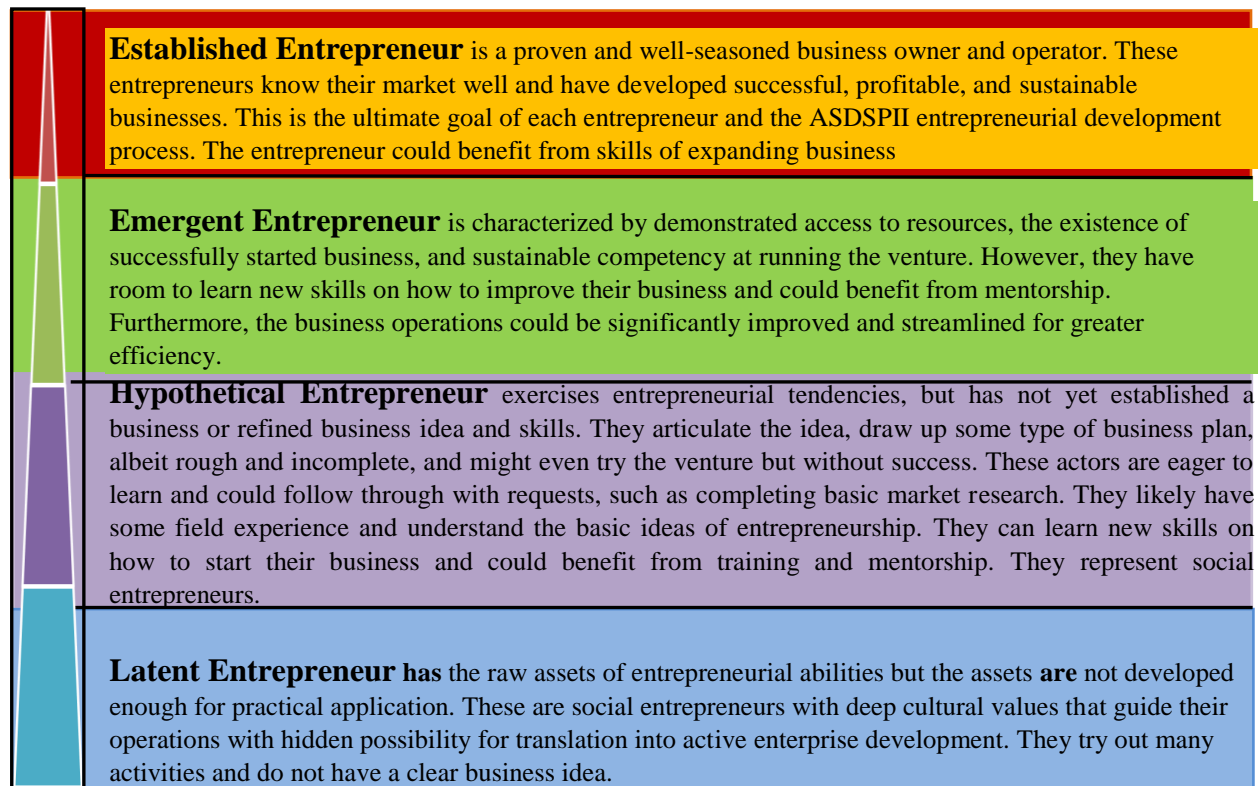 Established Entrepreneur is a proven and well-seasoned business owner and operator. These
entrepreneurs know their market well and have developed successful, profitable, and sustainable
businesses. This is the ultimate goal of each entrepreneur and the ASDSPII entrepreneurial development
process. The entrepreneur could benefit from skills of expanding business
Emergent Entrepreneur is characterized by demonstrated access to resources, the existence of
successfully started business, and sustainable competency at running the venture. However, they have
room to learn new skills on how to improve their business and could benefit from mentorship.
Furthermore, the business operations could be significantly improved and streamlined for greater
efficiency.
Hypothetical Entrepreneur exercises entrepreneurial tendencies, but has not yet established a
business or refined business idea and skills. They articulate the idea, draw up some type of business plan,
albeit rough and incomplete, and might even try the venture but without success. These actors are eager to
learn and could follow through with requests, such as completing basic market research. They likely have
some field experience and understand the basic ideas of entrepreneurship. They can learn new skills on
how to start their business and could benefit from training and mentorship. They represent social
entrepreneurs.
Latent Entrepreneur has the raw assets of entrepreneurial abilities but the assets are not developed
enough for practical application. These are social entrepreneurs with deep cultural values that guide their
operations with hidden possibility for translation into active enterprise development. They try out many
activities and do not have a clear business idea.